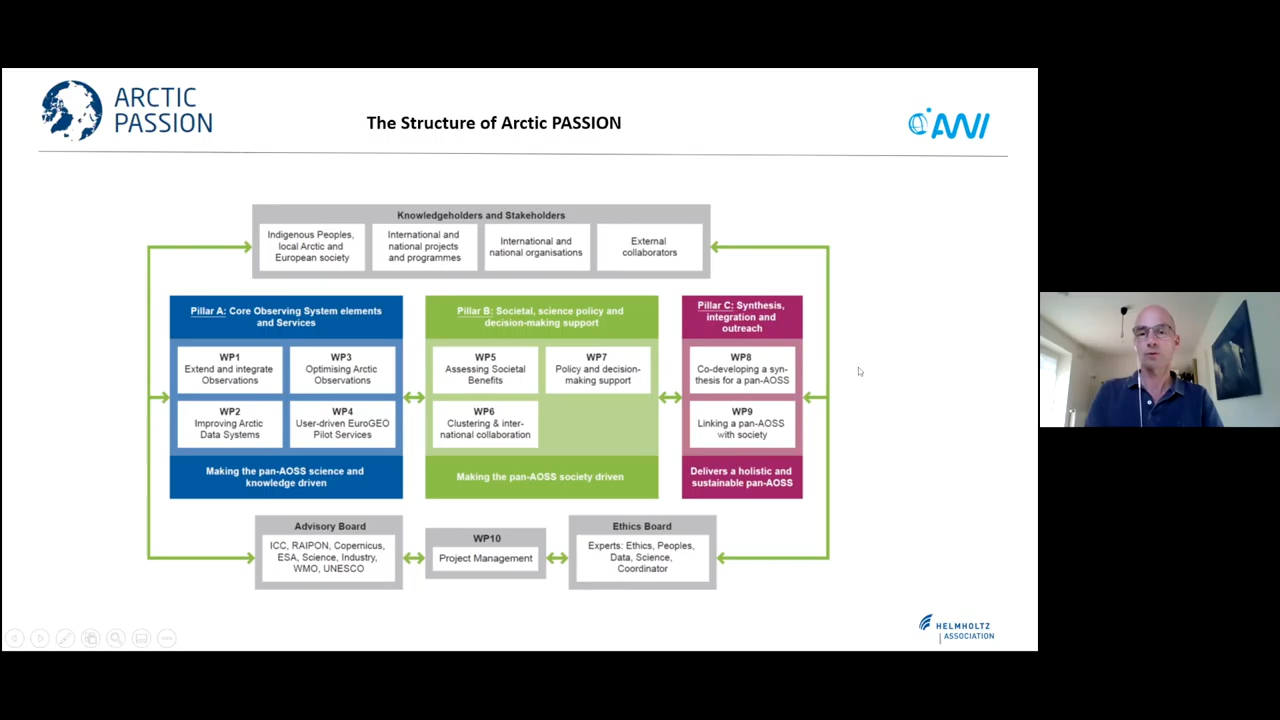 ARCTIC
PASSION
The Structure of Arctic PASSION
AWI
Knowledgeholders and Stakeholders
Indigenous Peoples,
local Arctic and
European society
International and
national projects
and programmes
International and
national organisations
External
collaborators
Pillar A: Core Observing System elements
and Services
WP1
Extend and integrate
Observations
WP3
Optimising Arctic
Observations
WP2
Improving Arctic
Data Systems
WP4
User-driven EuroGEO
Pilot Services
Making the pan-AOSS science and
knowledge driven
Pillar B: Societal, science policy and
decision-making support
WP5
Assessing Societal
Benefits
WP7
Policy and decision-
making support
WP6
Clustering & inter-
national collaboration
Making the pan-AOSS society driven
Pillar C: Synthesis,
integration and
outreach
WP8
Co-developing a syn-
thesis for a pan-AOSS
WP9
Linking a pan-AOSS
with society
Delivers a holistic and
sustainable pan-AOSS
Advisory Board
ICC, RAIPON, Copernicus,
ESA, Science, Industry,
WMO, UNESCO
WP10
Project Management
Ethics Board
Experts: Ethics, Peoples,
Data, Science,
Coordinator
HELMHOLTZ
ASSOCIATION